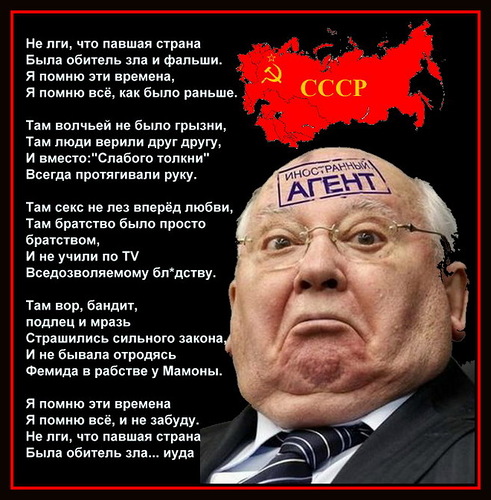 Не лги, что павшая страна
Была обитель зла и фальши.
Я помню эти времена,
Я помню всё, как было раньше.
СССР
Там волчьей не было грызни,
Там люди верили друг другу,
И вместо:"Слабого толкни"
Всегда протягивали руку.
ИНОСТРАННЫЙ
АГЕНТ
Там секс не лез вперёд любви,
Там братство было просто
братством,
И не учили по TV
Вседозволяемому бл*дству.
Там вор, бандит,
подлец и мразь
Страшились сильного закона,
И не бывала отродясь
Фемида в рабстве у Мамоны.
Я помню эти времена
Я помню всё, и не забуду.
Не лги, что павшая страна
Была обитель зла... иуда